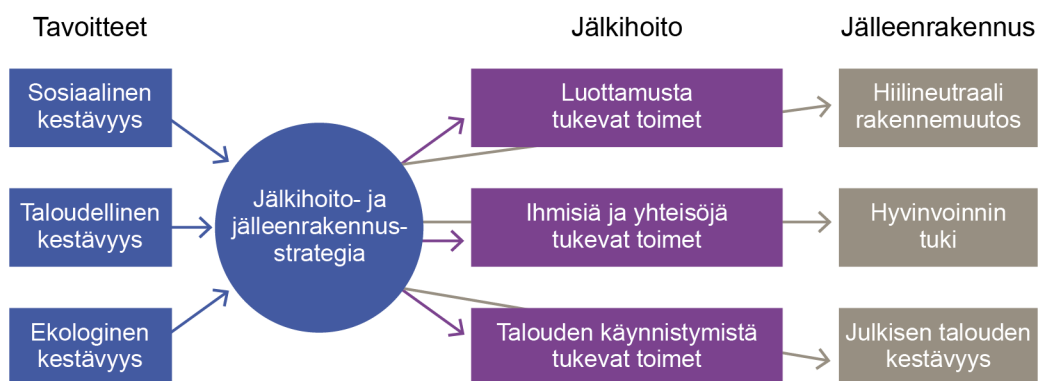 Tavoitteet
Jälkihoito
Jälleenrakennus
Sosiaalinen
kestävyys
Taloudellinen
kestävyys
Ekologinen
kestävyys
Jälkihoito- ja
jälleenrakennus-
strategia
Luottamusta
tukevat toimet
Ihmisiä ja yhteisöjä
tukevat toimet
Talouden käynnistymistä
tukevat toimet
Hiilineutraali
rakennemuutos
Hyvinvoinnin
tuki
Julkisen talouden
kestävyys